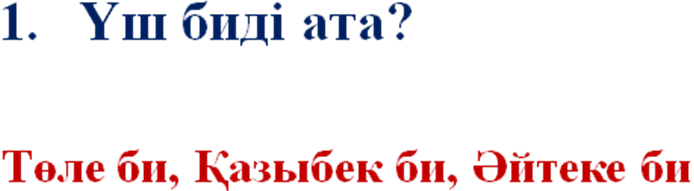 1. Үш биді ата?
Төле би, Қазыбек би, Әйтеке би